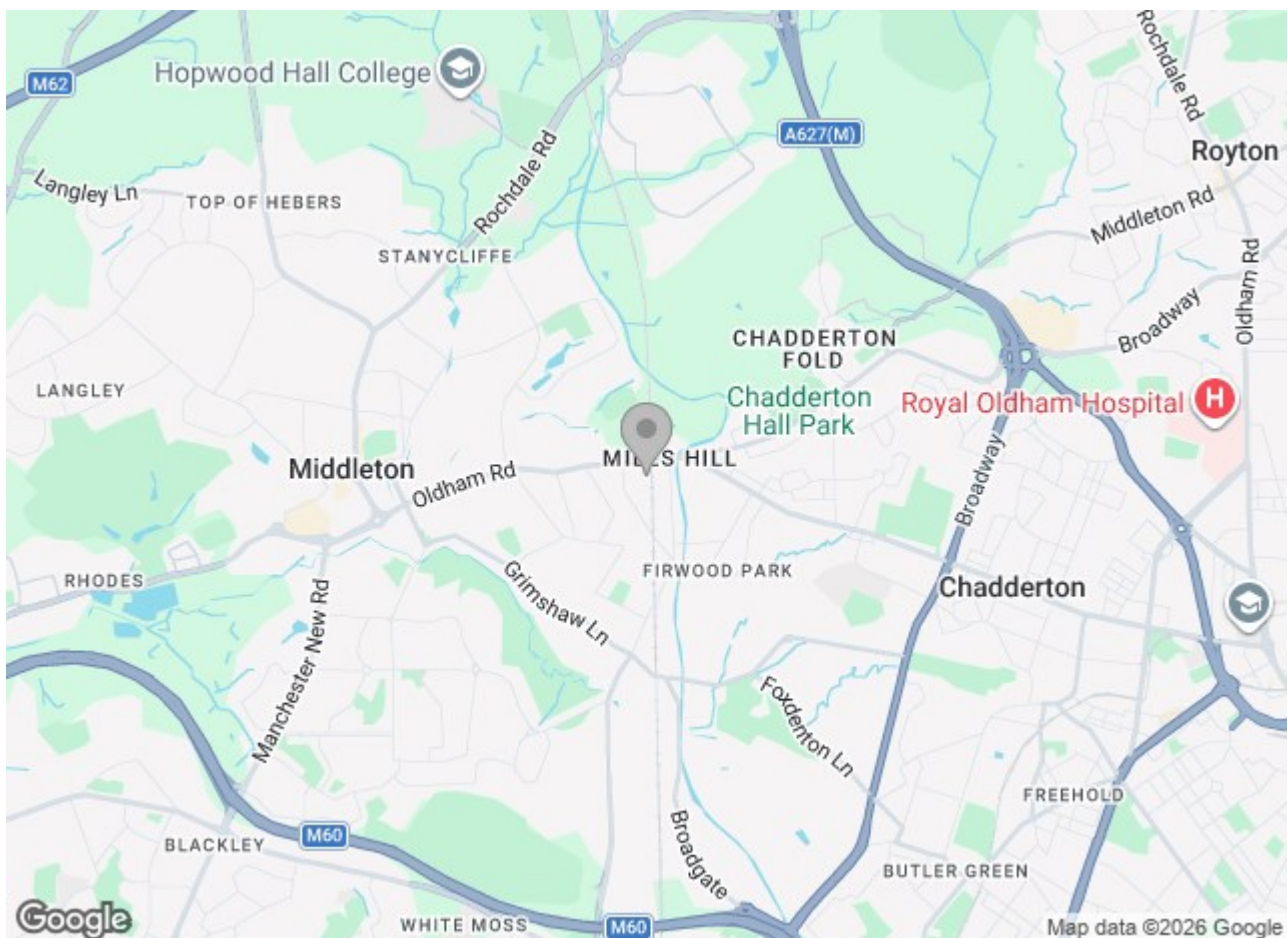 Rochdale Rd
Hopwood Hall College
M62
A627(M)
Royton
Langley Ln
TOP OF HEBERS
Rochdale Rd
Middleton Rd
STANYCLIFFE
Oldham Rd
Broadway
CHADDERTON
FOLD
LANGLEY
Chadderton
Hall Park
Royal Oldham Hospital
H
MILLS HILL
Middleton
Oldham Rd
Broadway
RHODES
Grimshaw Ln
FIRWOOD PARK
Chadderton
Manchester New Rd
Foxdenton Ln
FREEHOLD
M60
BLACKLEY
Broadgate
BUTLER GREEN
Google
WHITE MOSS
M60
Map data ©2026 Google